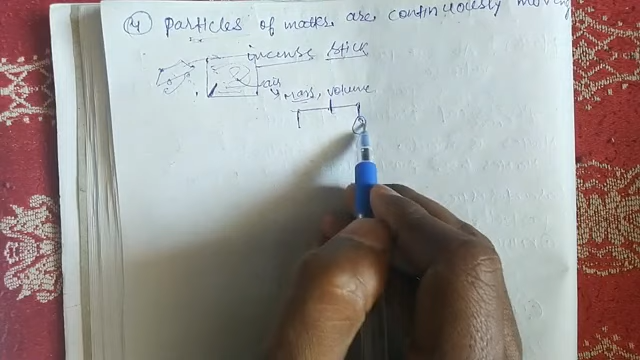 (4) particles of matter are continuously moving
incense stick
air
Mass, volume